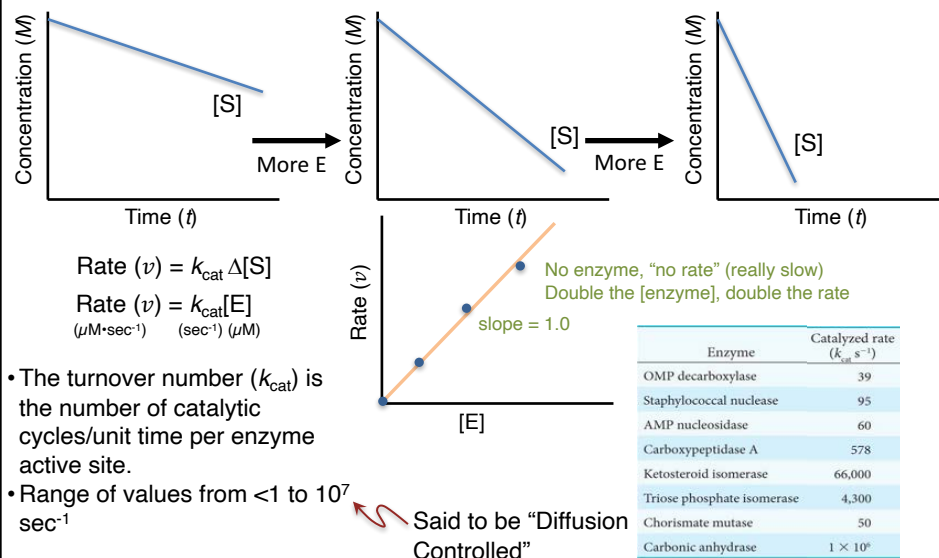 Concentration (M)
[S]
Time (t)
More E
Concentration (M)
[S]
Time (t)
More E
Concentration (M)
[S]
Time (t)
Rate (v) = kcat Δ[S]
Rate (v) = kcat[E]
(μM•sec-1) (sec-1) (μM)
• The turnover number (kcat) is
the number of catalytic
cycles/unit time per enzyme
active site.
• Range of values from <1 to 10⁷
sec-1
Said to be “Diffusion
Controlled”
Rate (v)
[E]
slope = 1.0
No enzyme, “no rate” (really slow)
Double the [enzyme], double the rate
Enzyme Catalyzed rate
(kcat s−1)
OMP decarboxylase 39
Staphylococcal nuclease 95
AMP nucleosidase 60
Carboxypeptidase A 578
Ketosteroid isomerase 66,000
Triose phosphate isomerase 4,300
Chorismate mutase 50
Carbonic anhydrase 1 × 10⁶